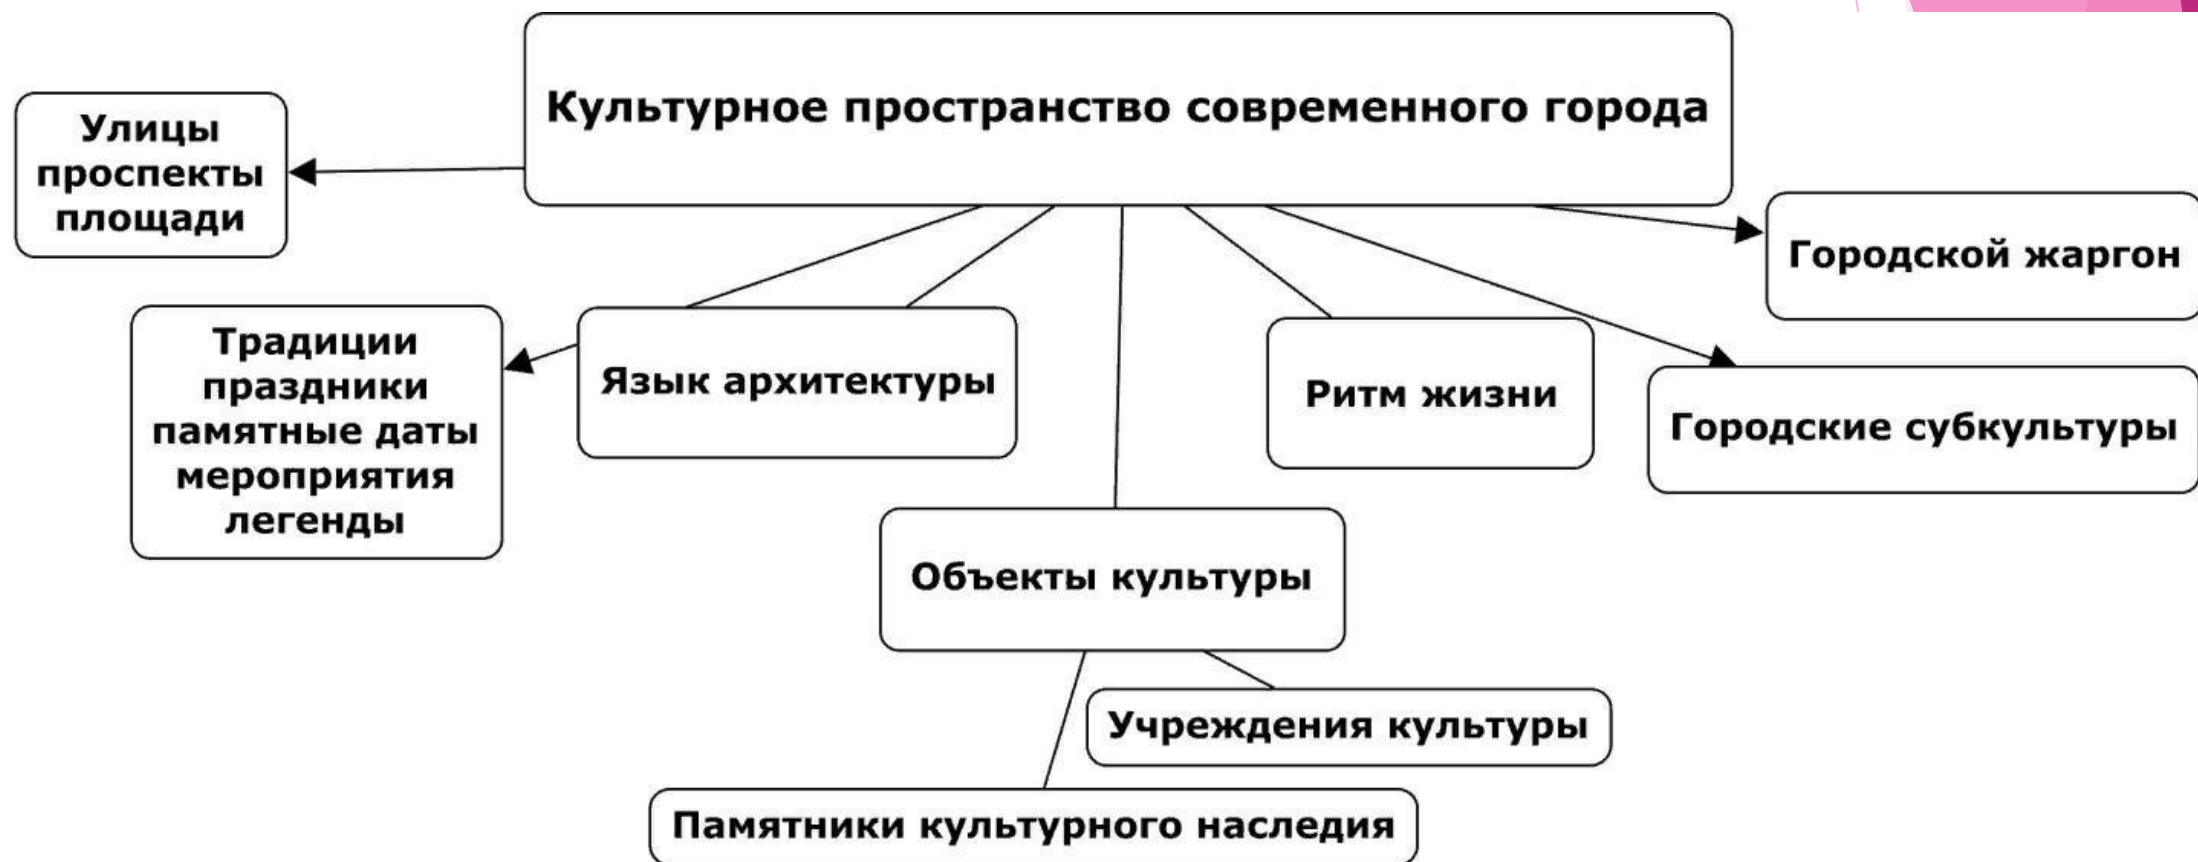 Культурное пространство современного города
Улицы
проспекты
площади
Городской жаргон
Традиции
праздники
памятные даты
мероприятия
легенды
Язык архитектуры
Ритм жизни
Городские субкультуры
Объекты культуры
Учреждения культуры
Памятники культурного наследия